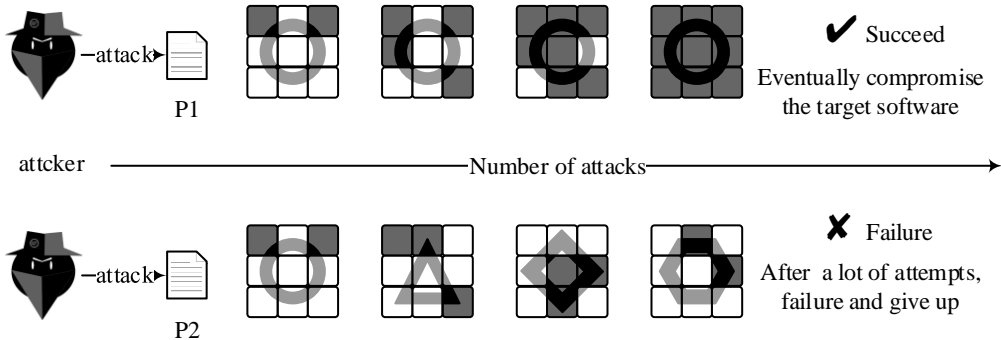 attack
P1
Succeed
Eventually compromise
the target software
attcker
Number of attacks
attack
P2
Failure
After a lot of attempts,
failure and give up